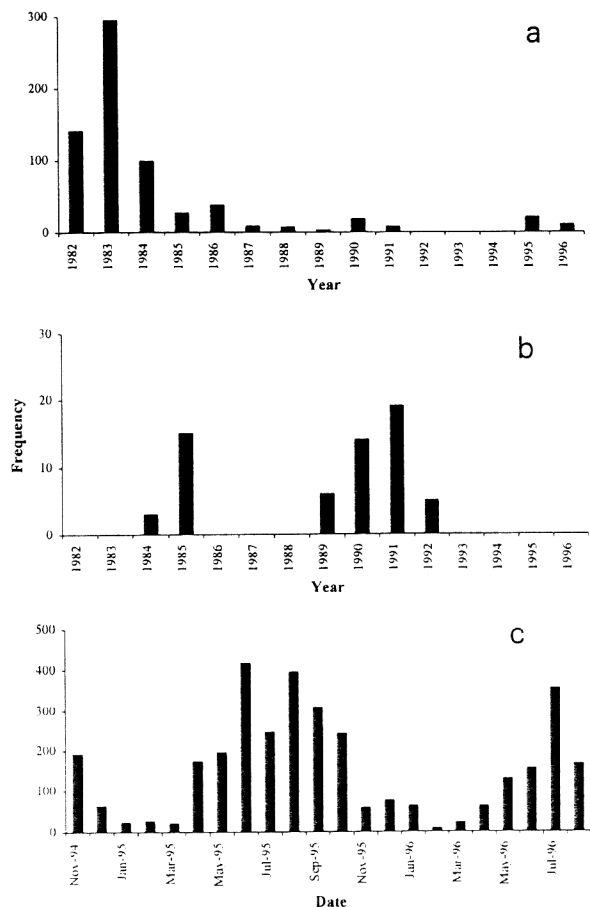 a
300
200
100
0
1982 1983 1984 1985 1986 1987 1988 1989 1990 1991 1992 1993 1994 1995 1996
Year
b
30
20
10
0
Frequency
1982 1983 1984 1985 1986 1987 1988 1989 1990 1991 1992 1993 1994 1995 1996
Year
c
500
400
300
200
100
0
Nov-94 Jan-95 Mar-95 May-95 Jul-95 Sep-95 Nov-95 Jan-96 Mar-96 May-96 Jul-96
Date